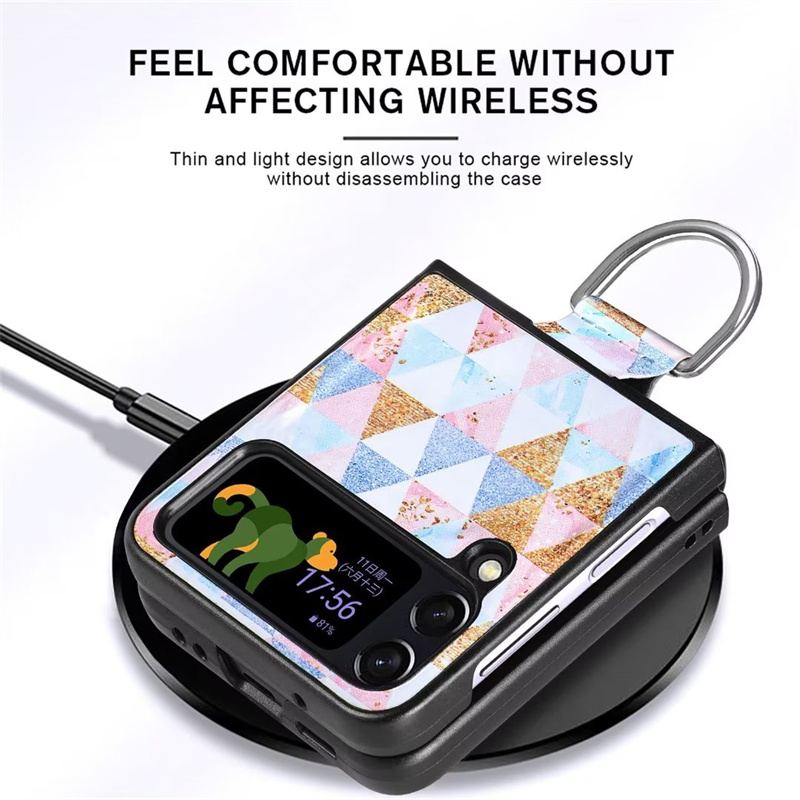 FEEL COMFORTABLE WITHOUT
AFFECTING WIRELESS
Thin and light design allows you to charge wirelessly
without disassembling the case
11日周一
(六月十三)
17:56
81%